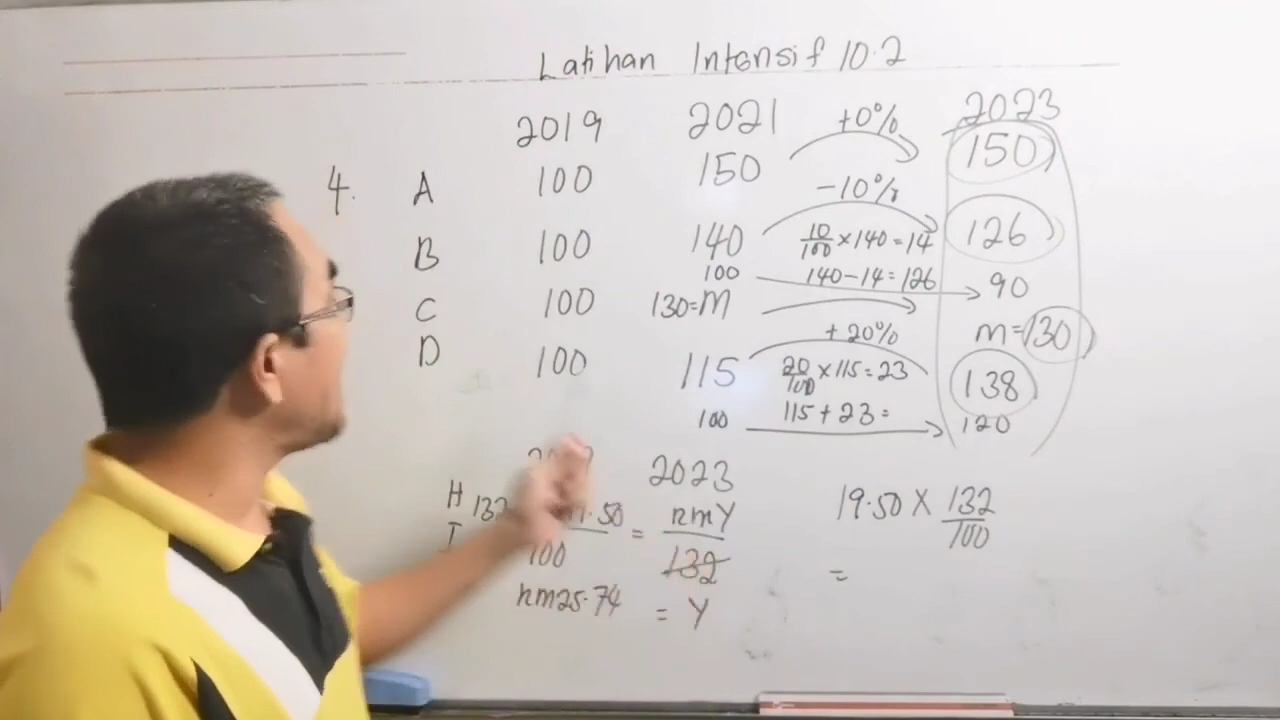 Latihan Intensif 10.2
2019 2021 +0% 2023
4. A 100 150 150
-10%
B 100 140 10/100 × 140 = 14 126
100 140 - 14 = 126 90
C 100 130 = m m = 130
+20%
D 100 115 20/100 × 115 = 23 138
100 115 + 23 = 120
2023
H 132 .50/100 = RmY/132 19.50 × 132/100
I
Rm25.74 = Y =